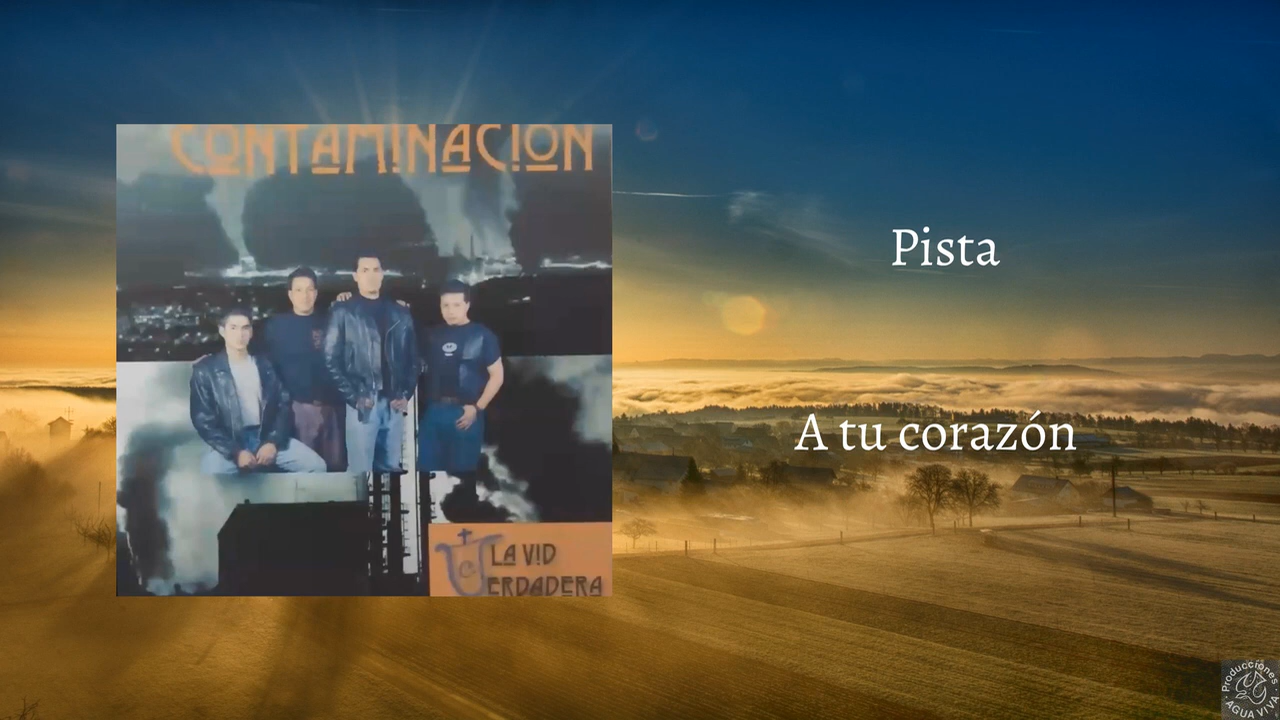 CONTAMINACION
LA VID
VERDADERA
Pista
A tu corazón
Producciones
AGUA VIVA